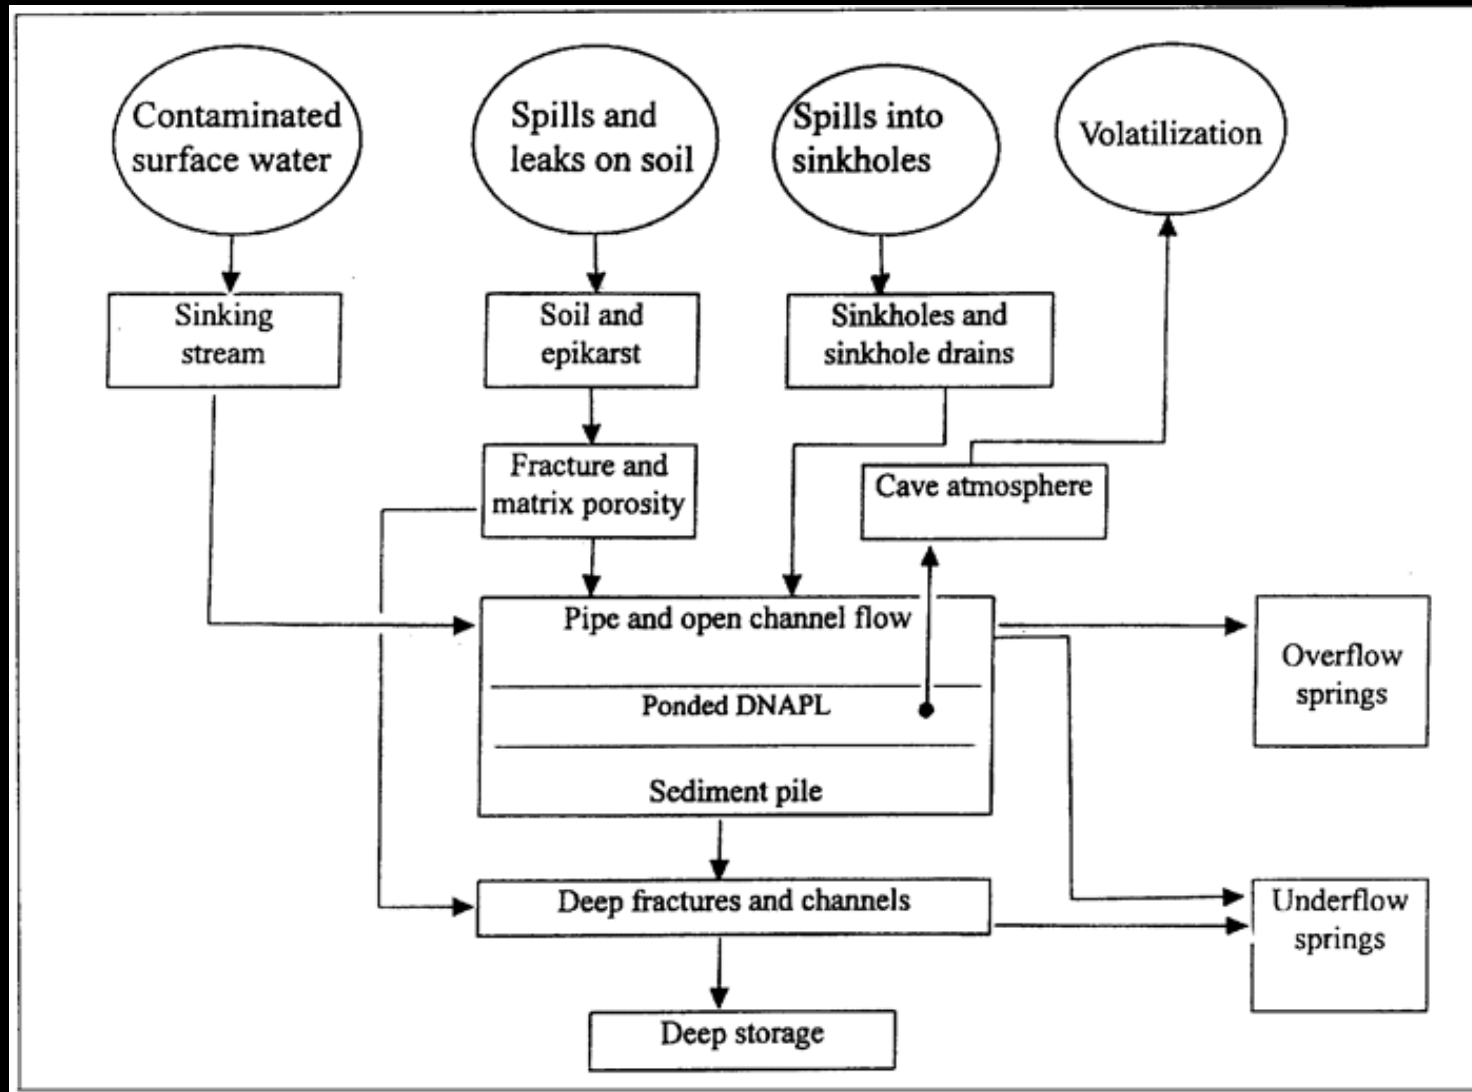 Contaminated
surface water
Spills and
leaks on soil
Spills into
sinkholes
Volatilization
Sinking
stream
Soil and
epikarst
Sinkholes and
sinkhole drains
Fracture and
matrix porosity
Cave atmosphere
Pipe and open channel flow
Ponded DNAPL
Sediment pile
Overflow
springs
Deep fractures and channels
Underflow
springs
Deep storage